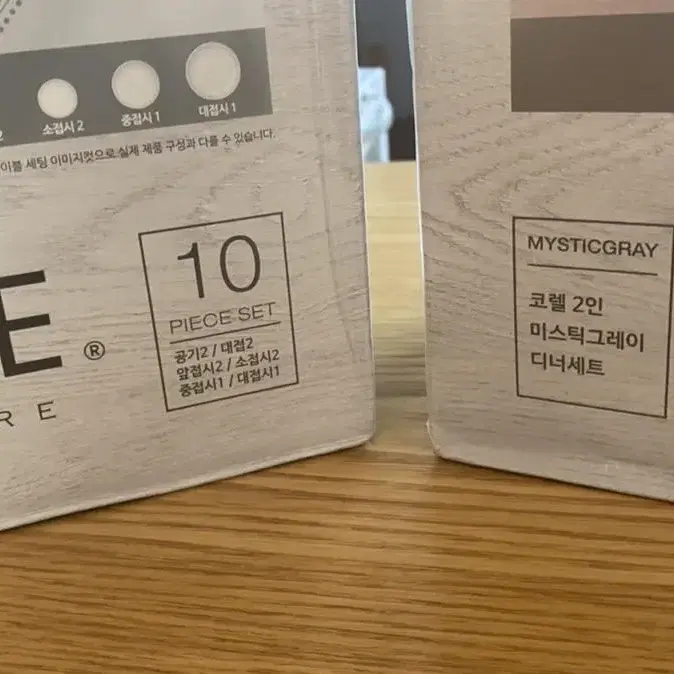 2
소접시 2
중접시 1
대접시 1
이블 세팅 이미지컷으로 실제 제품 구성과 다를 수 있습니다.
E®
RE
10
PIECE SET
공기2 / 대접2
앞접시2 / 소접시2
중접시1 / 대접시1
MYSTICGRAY
코렐 2인
미스틱그레이
디너세트